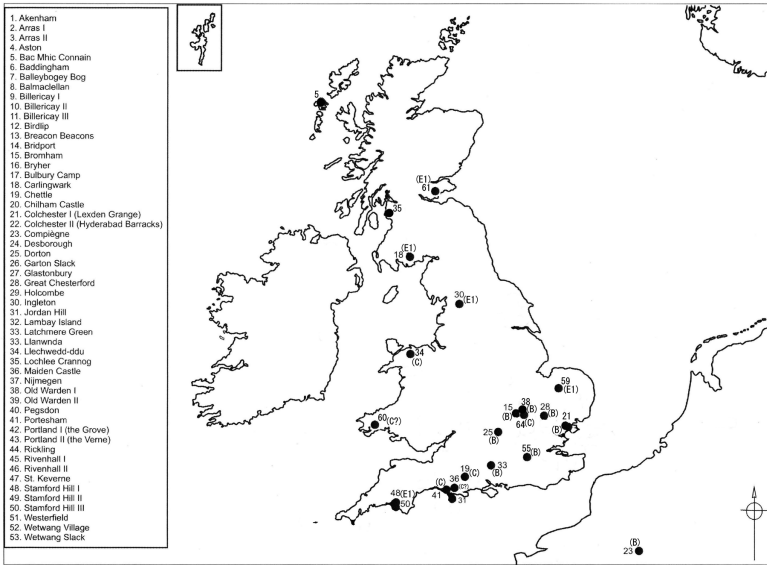 1. Akenham
2. Arras I
3. Arras II
4. Aston
5. Bac Mhic Connain
6. Baddingham
7. Balleybogey Bog
8. Balmaclellan
9. Billericay I
10. Billericay II
11. Billericay III
12. Birdlip
13. Breacon Beacons
14. Bridport
15. Bromham
16. Bryher
17. Bulbury Camp
18. Carlingwark
19. Chettle
20. Chilham Castle
21. Colchester I (Lexden Grange)
22. Colchester II (Hyderabad Barracks)
23. Compiègne
24. Desborough
25. Dorton
26. Garton Slack
27. Glastonbury
28. Great Chesterford
29. Holcombe
30. Ingleton
31. Jordan Hill
32. Lambay Island
33. Latchmere Green
33. Llanwnda
34. Llechwedd-ddu
35. Lochlee Crannog
36. Maiden Castle
37. Nijmegen
38. Old Warden I
39. Old Warden II
40. Pegsdon
41. Portesham
42. Portland I (the Grove)
43. Portland II (the Verne)
44. Rickling
45. Rivenhall I
46. Rivenhall II
47. St. Keverne
48. Stamford Hill I
49. Stamford Hill II
50. Stamford Hill III
51. Westerfield
52. Wetwang Village
53. Wetwang Slack
5
(E1)
61
35
(E1)
18
30
(E1)
34
(C)
59
(E1)
38
15 (B)
(B) 64 (C)
28 (B)
21
(B)
60 (C?)
25
(B)
55 (B)
33
(B)
19 (C)
36
(C) (C?)
41
31
48 (E1)
50
(B)
23